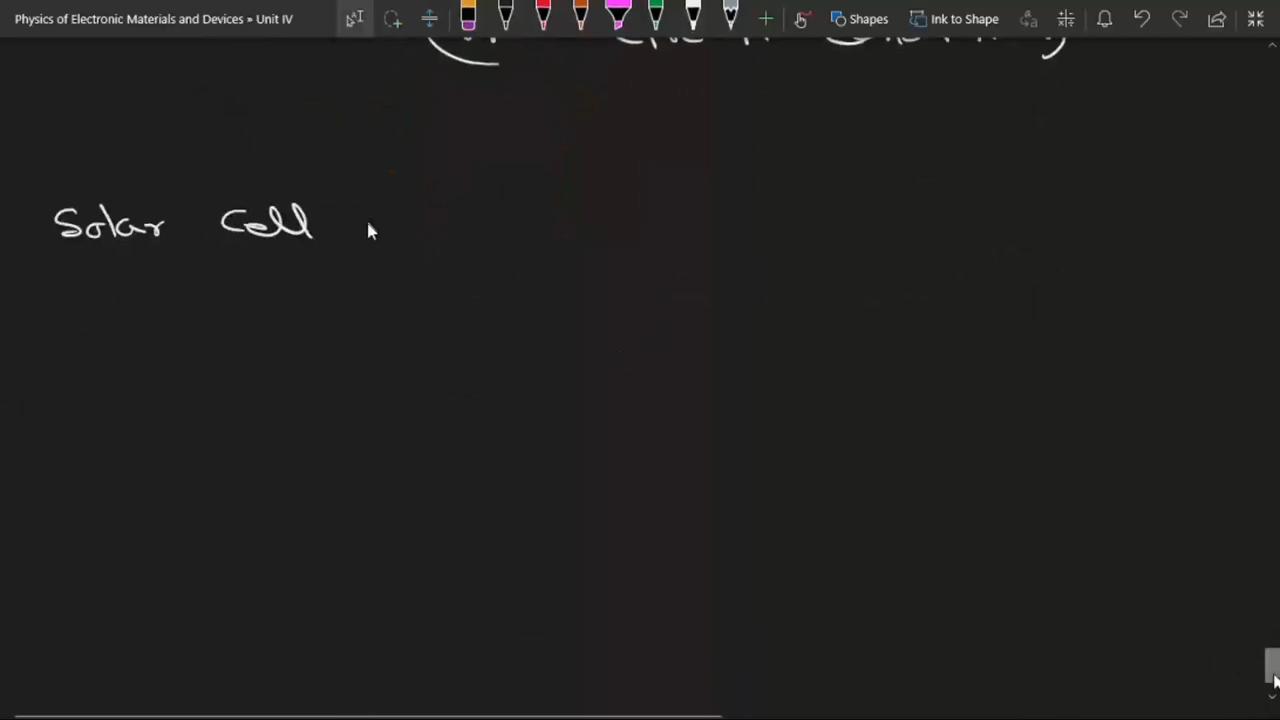 Physics of Electronic Materials and Devices » Unit IV
Shapes
Ink to Shape
Solar Cell